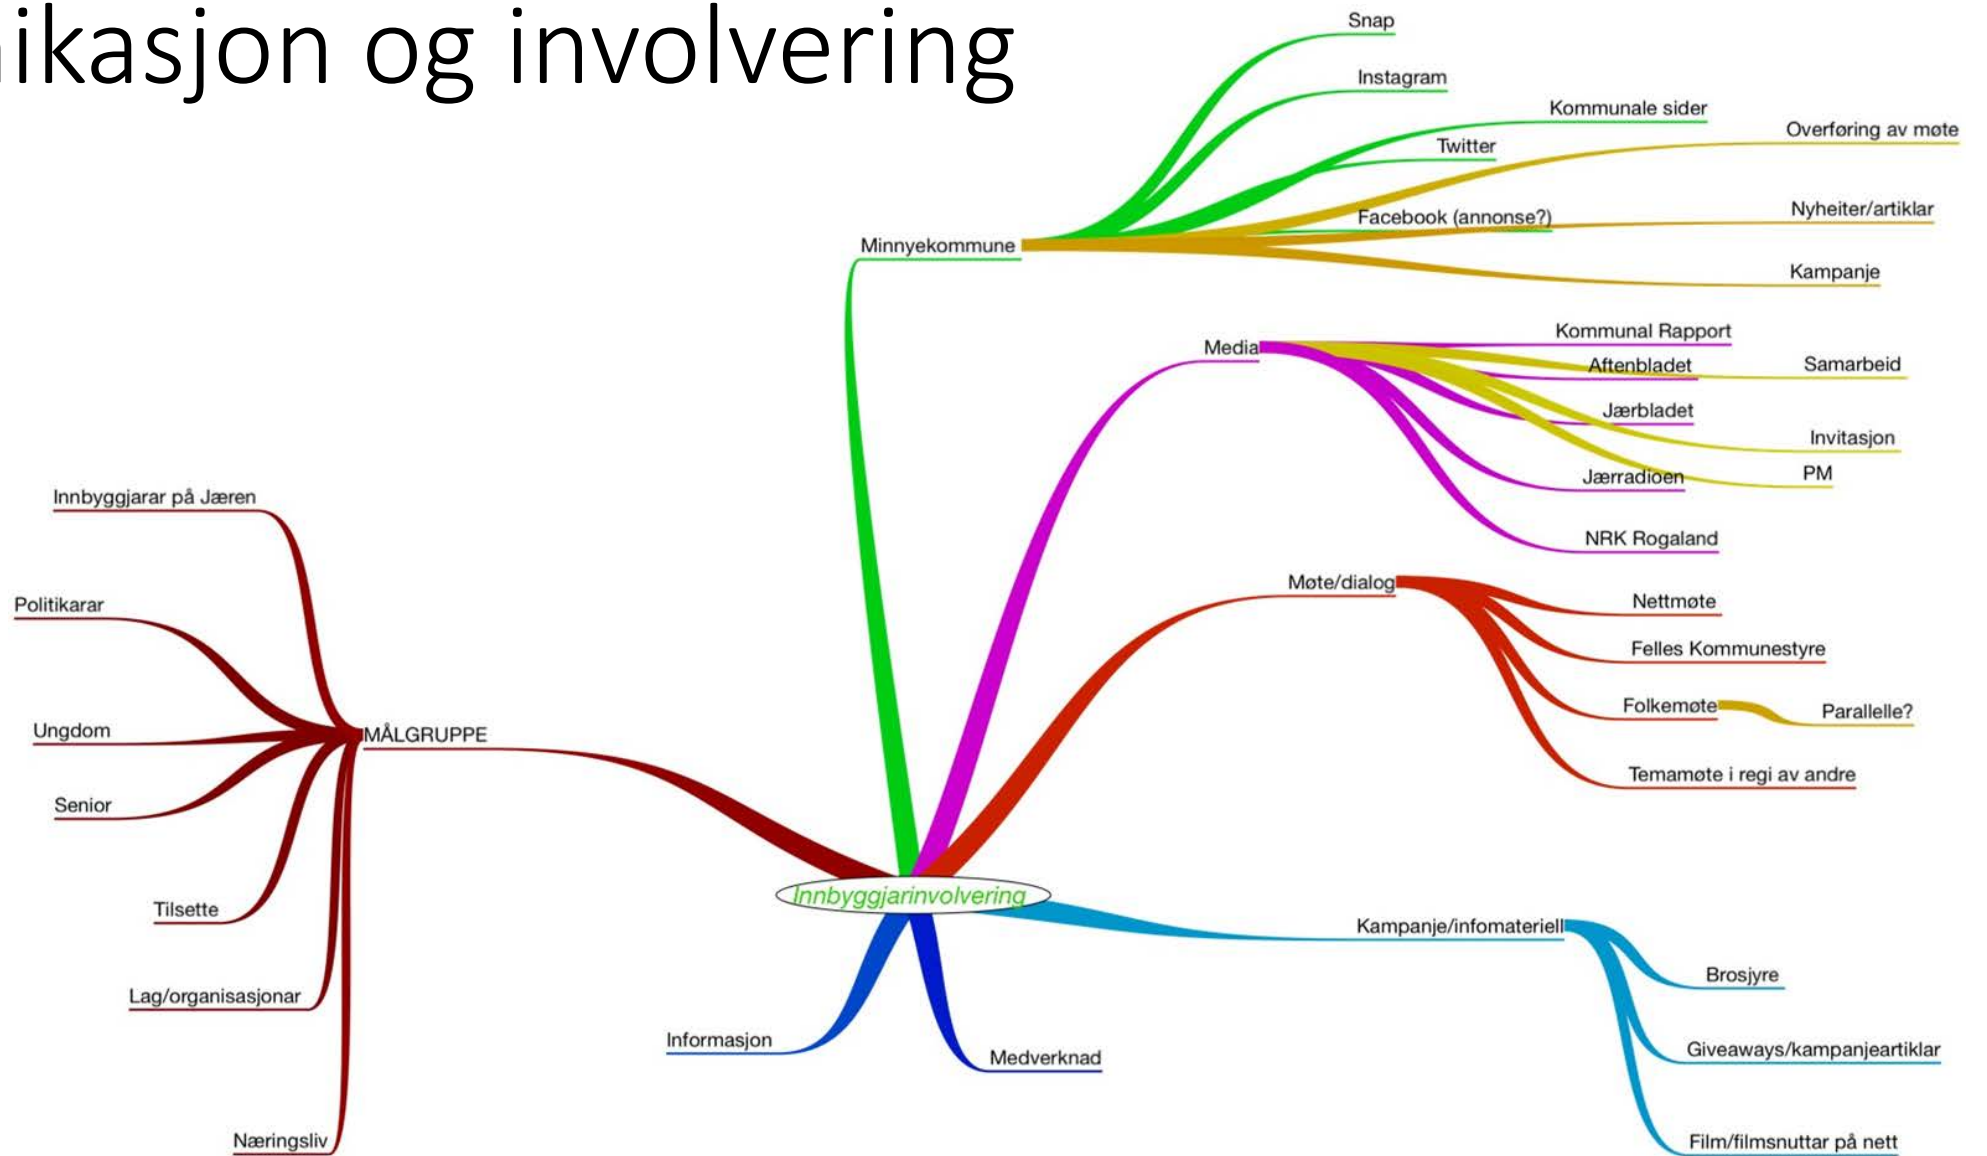 ikasjon og involvering
Snap
Instagram
Kommunale sider
Overføring av møte
Twitter
Facebook (annonse?)
Nyheiter/artiklar
Minnyekommune
Kampanje
Kommunal Rapport
Media
Aftenbladet
Samarbeid
Jærbladet
Invitasjon
Jærradioen
PM
NRK Rogaland
Møte/dialog
Nettmøte
Felles Kommunestyre
Folkemøte
Parallelle?
Temamøte i regi av andre
Innbyggjarar på Jæren
Politikarar
Ungdom
MÅLGRUPPE
Senior
Tilsette
Lag/organisasjonar
Næringsliv
Innbyggjarinvolvering
Informasjon
Medverknad
Kampanje/infomateriell
Brosjyre
Giveaways/kampanjeartiklar
Film/filmsnuttar på nett